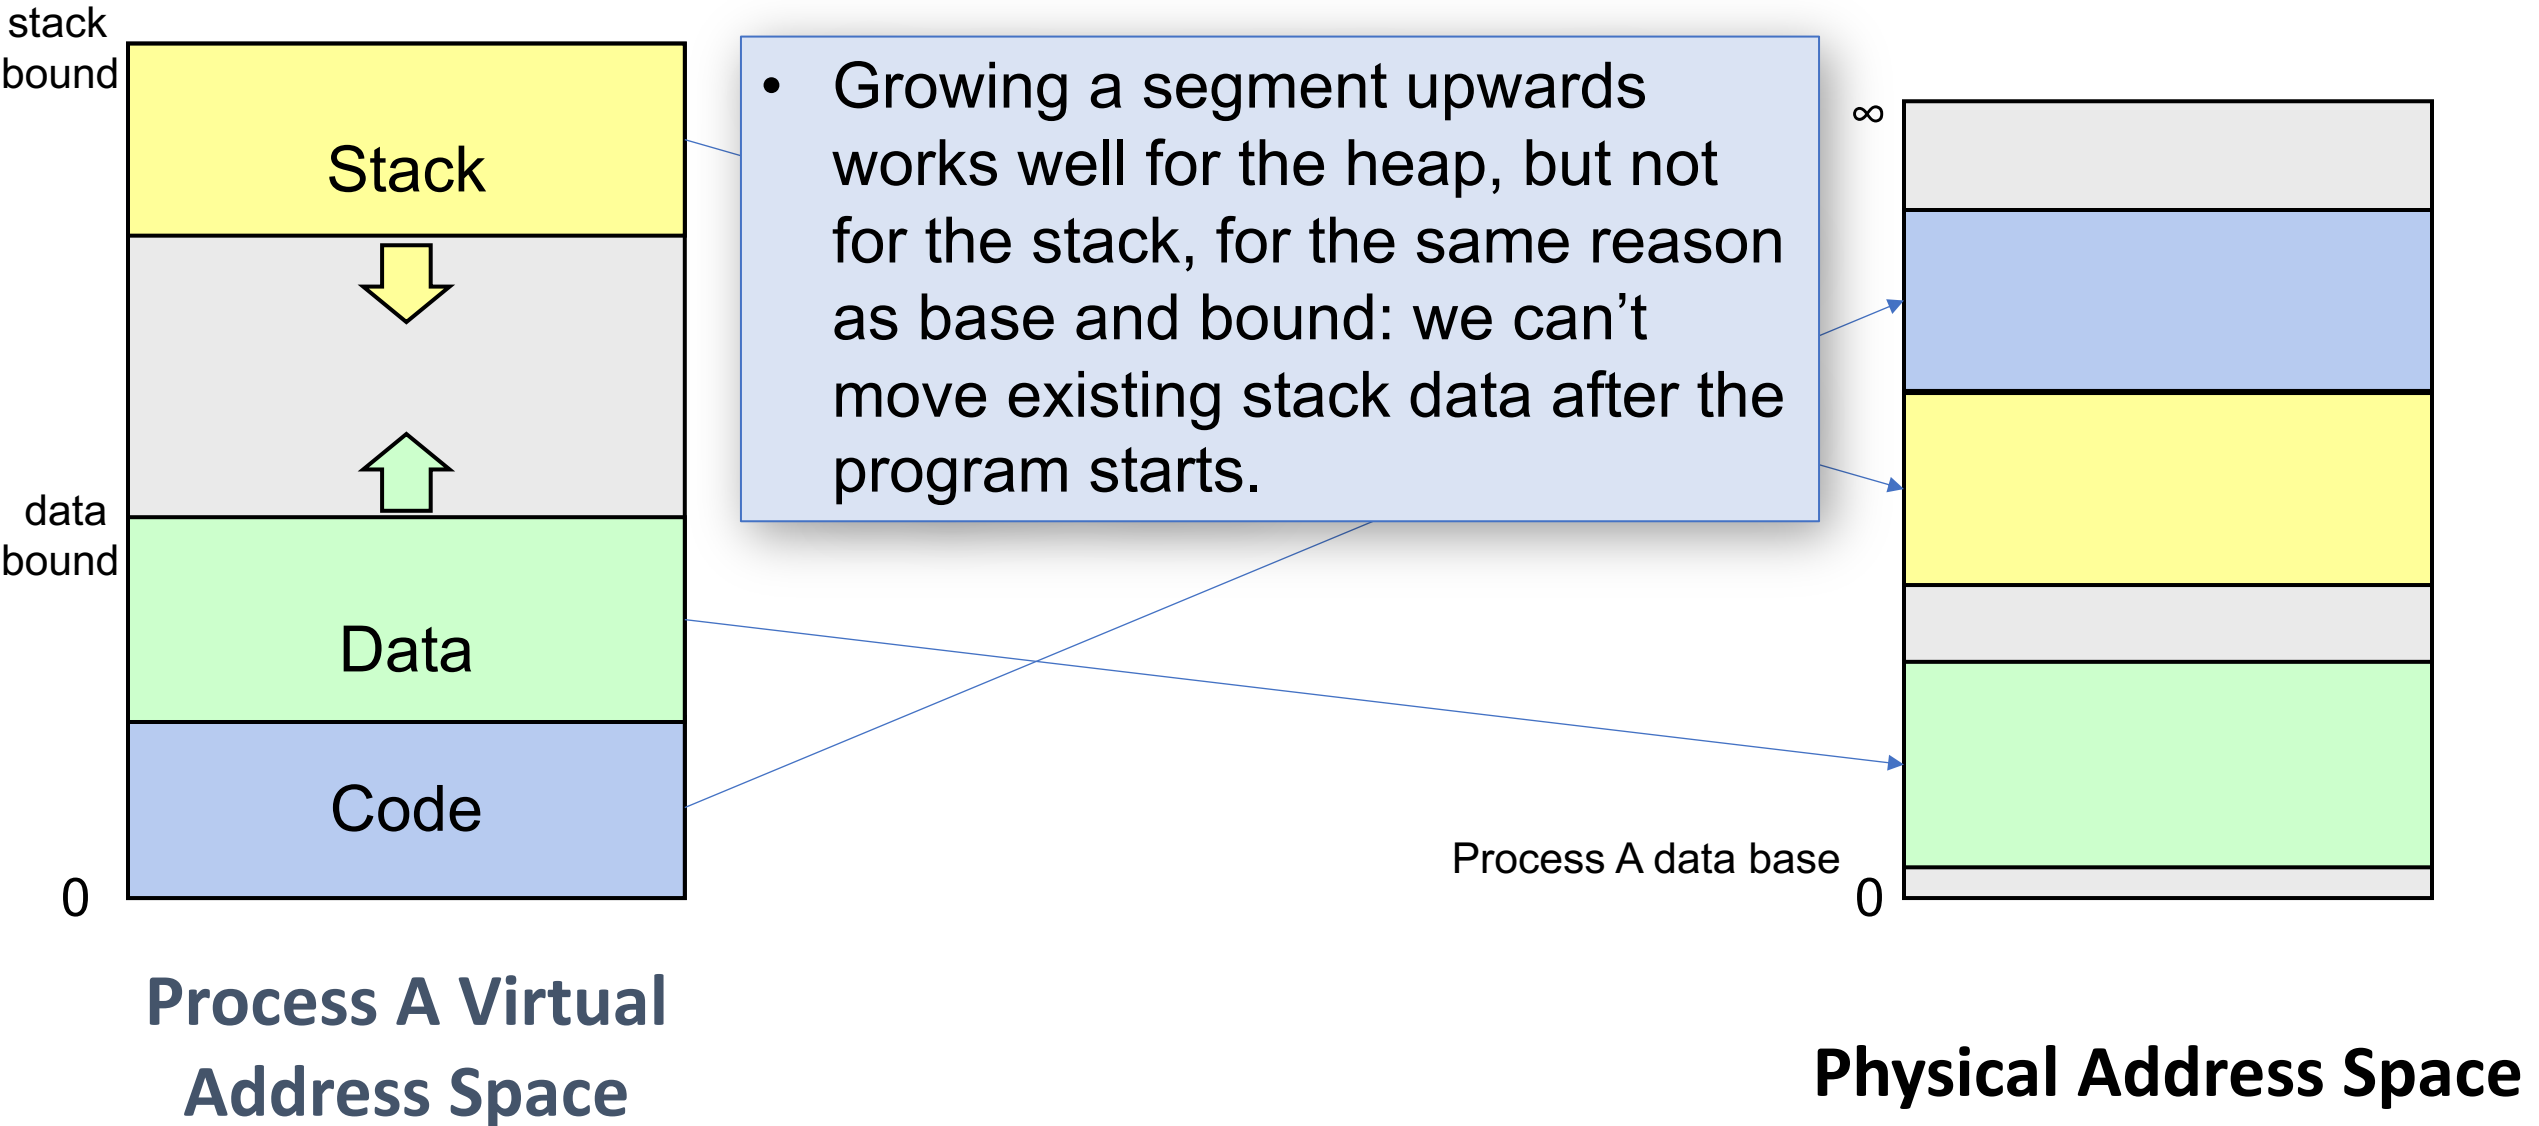 stack
bound
Stack
data
bound
Data
Code
0
Process A Virtual
Address Space
• Growing a segment upwards
works well for the heap, but not
for the stack, for the same reason
as base and bound: we can’t
move existing stack data after the
program starts.
∞
Process A data base
0
Physical Address Space